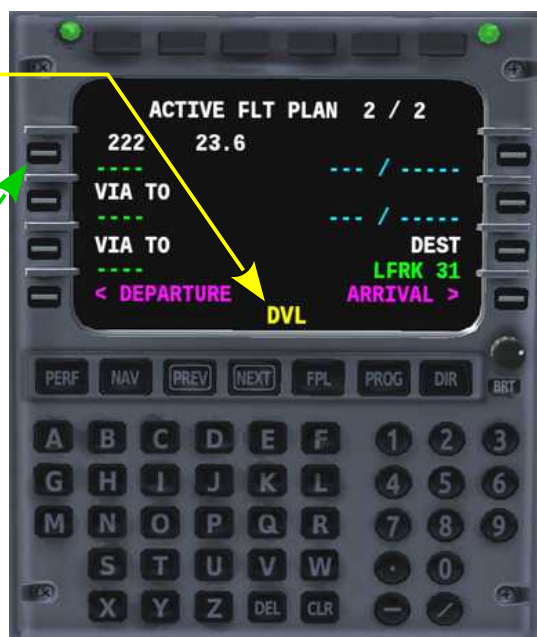 ACTIVE FLT PLAN 2 / 2
222 23.6
---- --- / -----
VIA TO
---- --- / -----
VIA TO DEST
---- LFRK 31
< DEPARTURE ARRIVAL >
DVL
PERF NAV PREV NEXT FPL PROG DIR BRT
A B C D E F 1 2 3
G H I J K L 4 5 6
M N O P Q R 7 8 9
S T U V W · 0
X Y Z DEL CLR - /